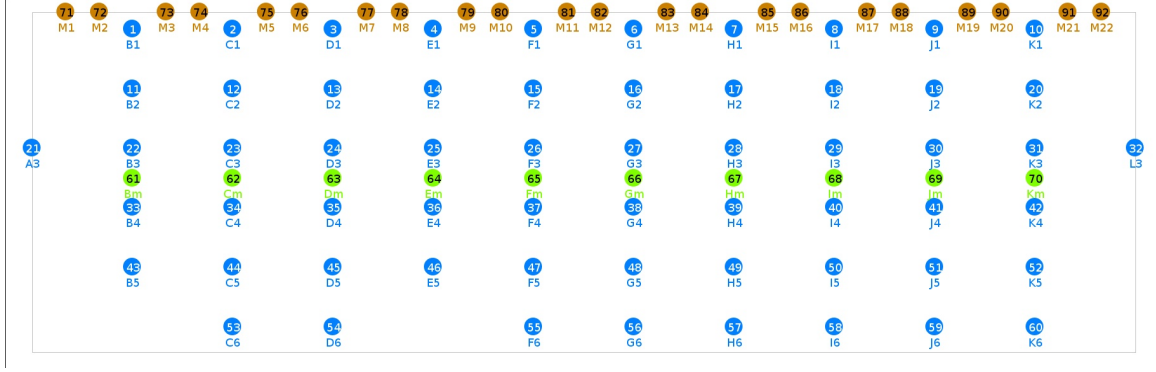 71 72 73 74 75 76 77 78 79 80 81 82 83 84 85 86 87 88 89 90 91 92
M1 M2 M3 M4 M5 M6 M7 M8 M9 M10 M11 M12 M13 M14 M15 M16 M17 M18 M19 M20 M21 M22
1 2 3 4 5 6 7 8 9 10
B1 C1 D1 E1 F1 G1 H1 I1 J1 K1
11 12 13 14 15 16 17 18 19 20
B2 C2 D2 E2 F2 G2 H2 I2 J2 K2
21 22 23 24 25 26 27 28 29 30 31 32
A3 B3 C3 D3 E3 F3 G3 H3 I3 J3 K3 L3
61 62 63 64 65 66 67 68 69 70
Bm Cm Dm Em Fm Gm Hm Im Jm Km
33 34 35 36 37 38 39 40 41 42
B4 C4 D4 E4 F4 G4 H4 I4 J4 K4
43 44 45 46 47 48 49 50 51 52
B5 C5 D5 E5 F5 G5 H5 I5 J5 K5
53 54 55 56 57 58 59 60
C6 D6 F6 G6 H6 I6 J6 K6